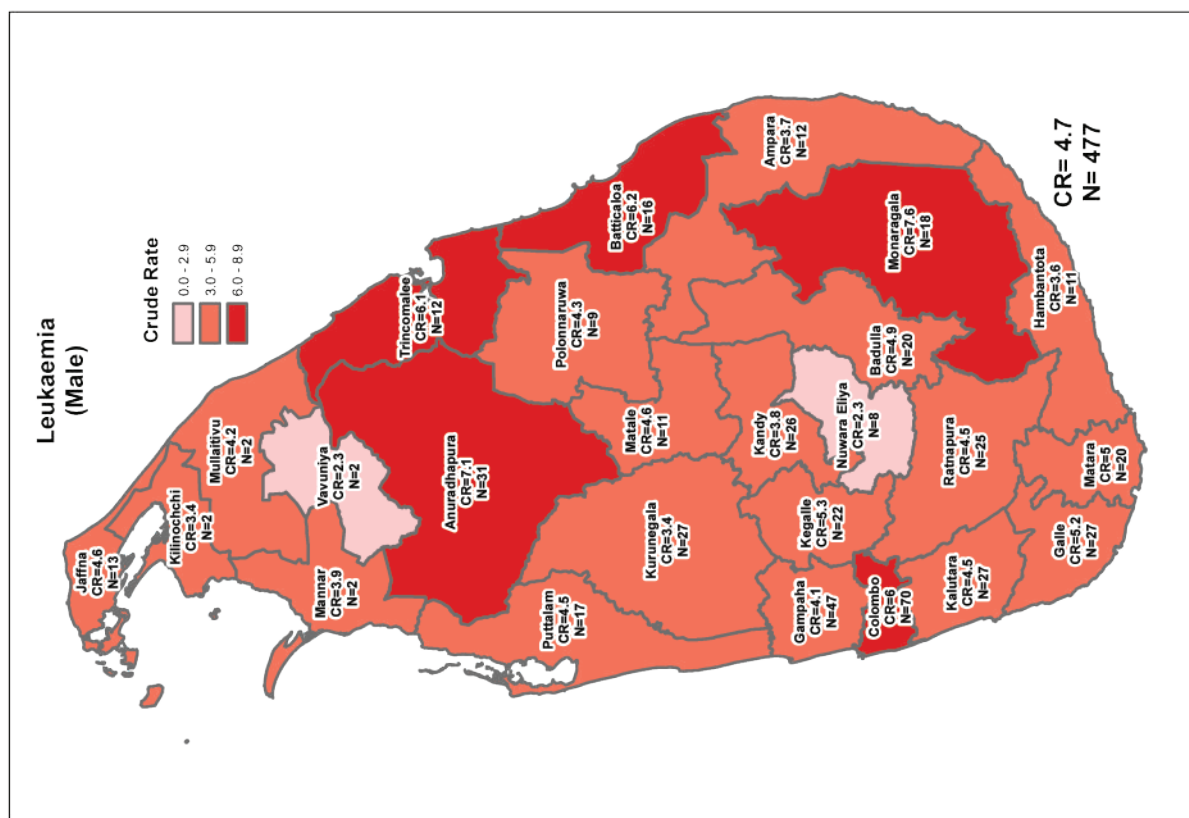 Leukaemia
(Male)
Crude Rate
0.0 - 2.9
3.0 - 5.9
6.0 - 8.9
Jaffna
CR=4.6
N=13
Kilinochchi
CR=3.4
N=2
Mullaitivu
CR=4.2
N=2
Mannar
CR=3.9
N=2
Vavuniya
CR=2.3
N=2
Trincomalee
CR=6.1
N=12
Anuradhapura
CR=7.1
N=31
Puttalam
CR=4.5
N=17
Polonnaruwa
CR=4.3
N=9
Batticaloa
CR=6.2
N=16
Kurunegala
CR=3.4
N=27
Matale
CR=4.6
N=11
Ampara
CR=3.7
N=12
Kandy
CR=3.8
N=26
Gampaha
CR=4.1
N=47
Kegalle
CR=5.3
N=22
Nuwara Eliya
CR=2.3
N=8
Badulla
CR=4.9
N=20
Monaragala
CR=7.6
N=18
Colombo
CR=6
N=70
Kalutara
CR=4.5
N=27
Ratnapura
CR=4.5
N=25
Hambantota
CR=3.6
N=11
Galle
CR=5.2
N=27
Matara
CR=5
N=20
CR= 4.7
N= 477